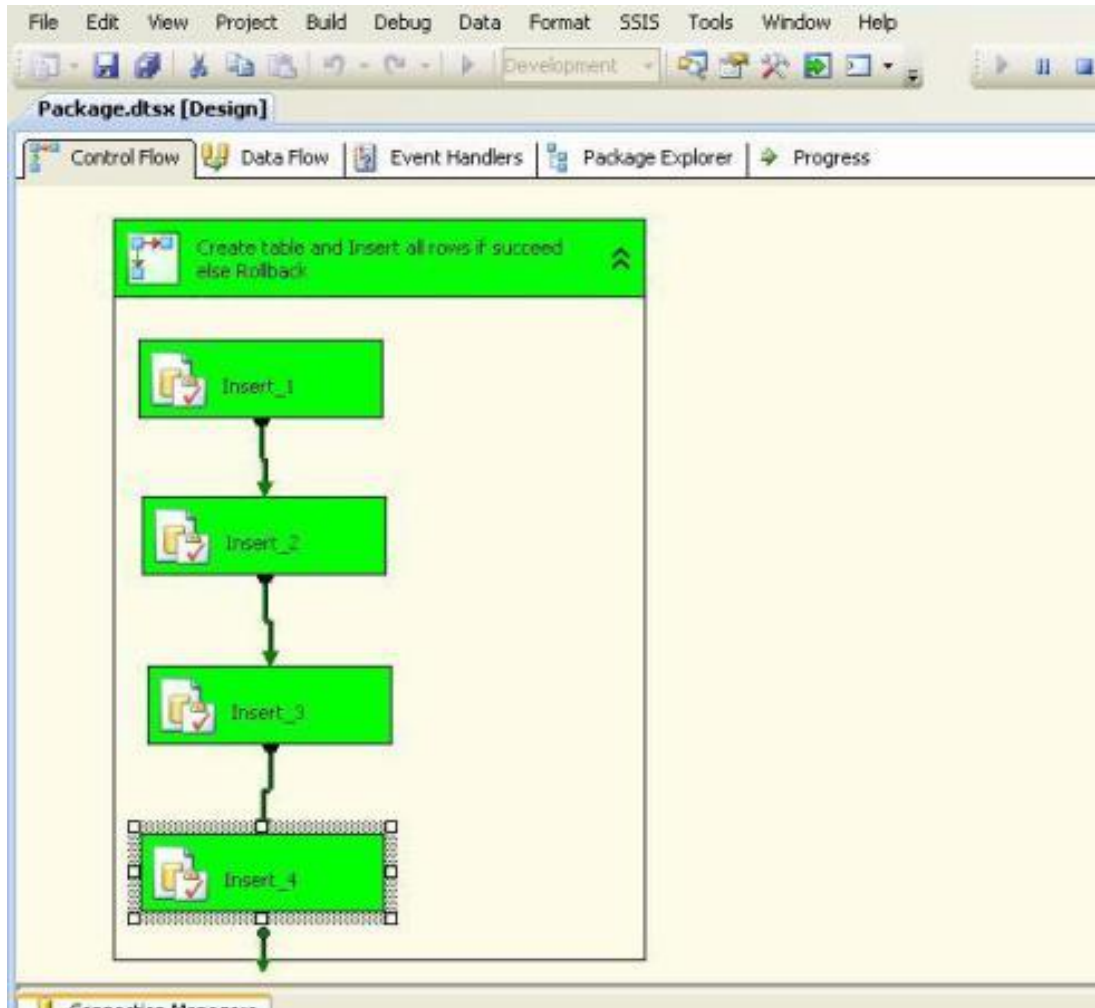 File Edit View Project Build Debug Data Format SSIS Tools Window Help
Development
Package.dtsx [Design]
Control Flow Data Flow Event Handlers Package Explorer Progress
Create table and Insert all rows if succeed
else Rollback
Insert_1
Insert_2
Insert_3
Insert_4
Connection Managers